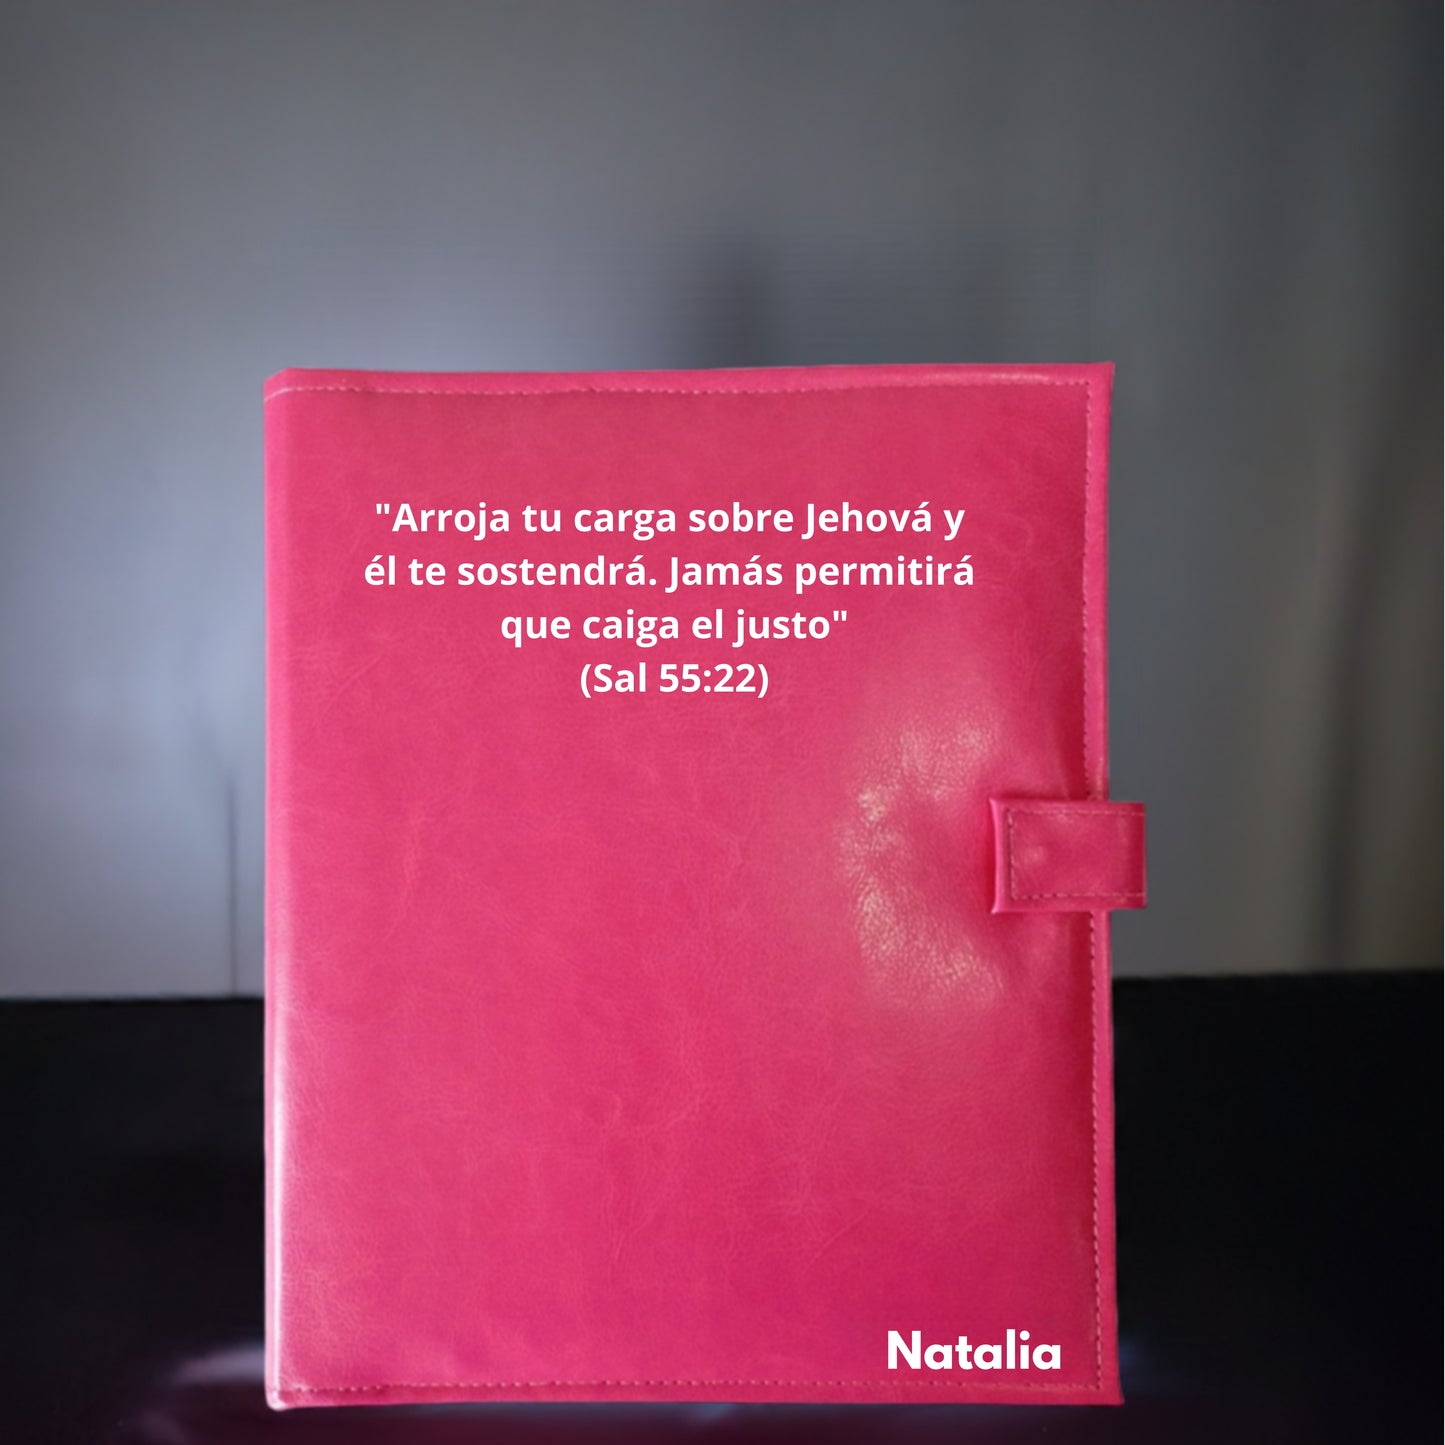 "Arroja tu carga sobre Jehová y
él te sostendrá. Jamás permitirá
que caiga el justo"
(Sal 55:22)
Natalia